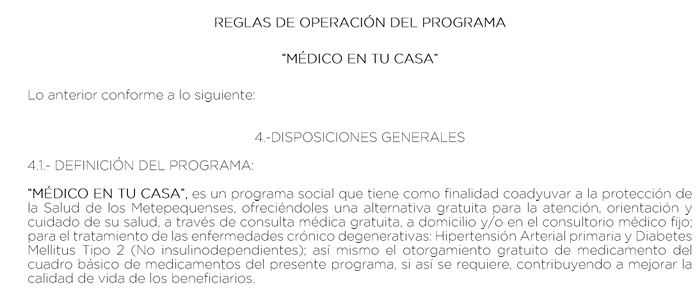 REGLAS DE OPERACIÓN DEL PROGRAMA
“MÉDICO EN TU CASA”
Lo anterior conforme a lo siguiente:
4.-DISPOSICIONES GENERALES
4.1.- DEFINICIÓN DEL PROGRAMA:
“MÉDICO EN TU CASA”, es un programa social que tiene como finalidad coadyuvar a la protección de
la Salud de los Metepequenses, ofreciéndoles una alternativa gratuita para la atención, orientación y
cuidado de su salud, a través de consulta médica gratuita, a domicilio y/o en el consultorio médico fijo;
para el tratamiento de las enfermedades crónico degenerativas: Hipertensión Arterial primaria y Diabetes
Mellitus Tipo 2 (No insulinodependientes); así mismo el otorgamiento gratuito de medicamento del
cuadro básico de medicamentos del presente programa, si así se requiere, contribuyendo a mejorar la
calidad de vida de los beneficiarios.